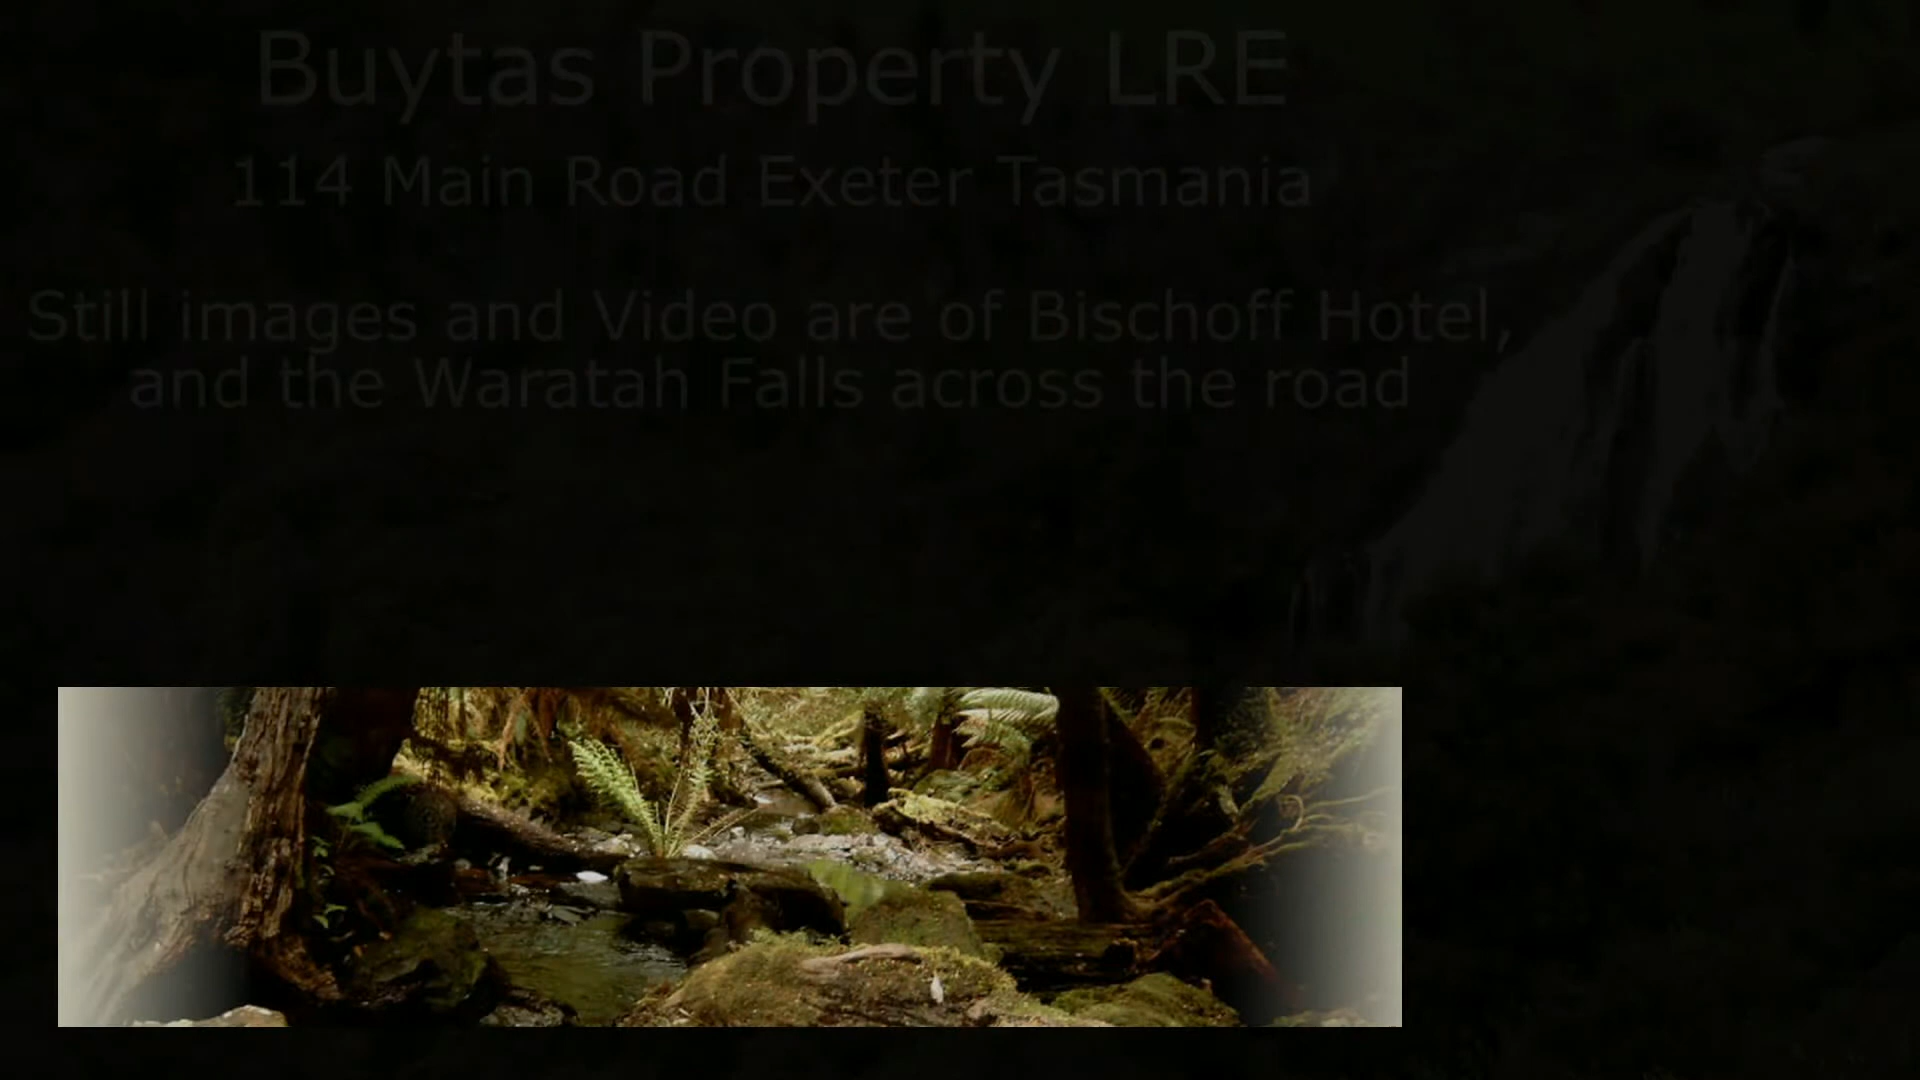 Buytas Property LRE
114 Main Road Exeter Tasmania
Still images and Video are of Bischoff Hotel,
and the Waratah Falls across the road